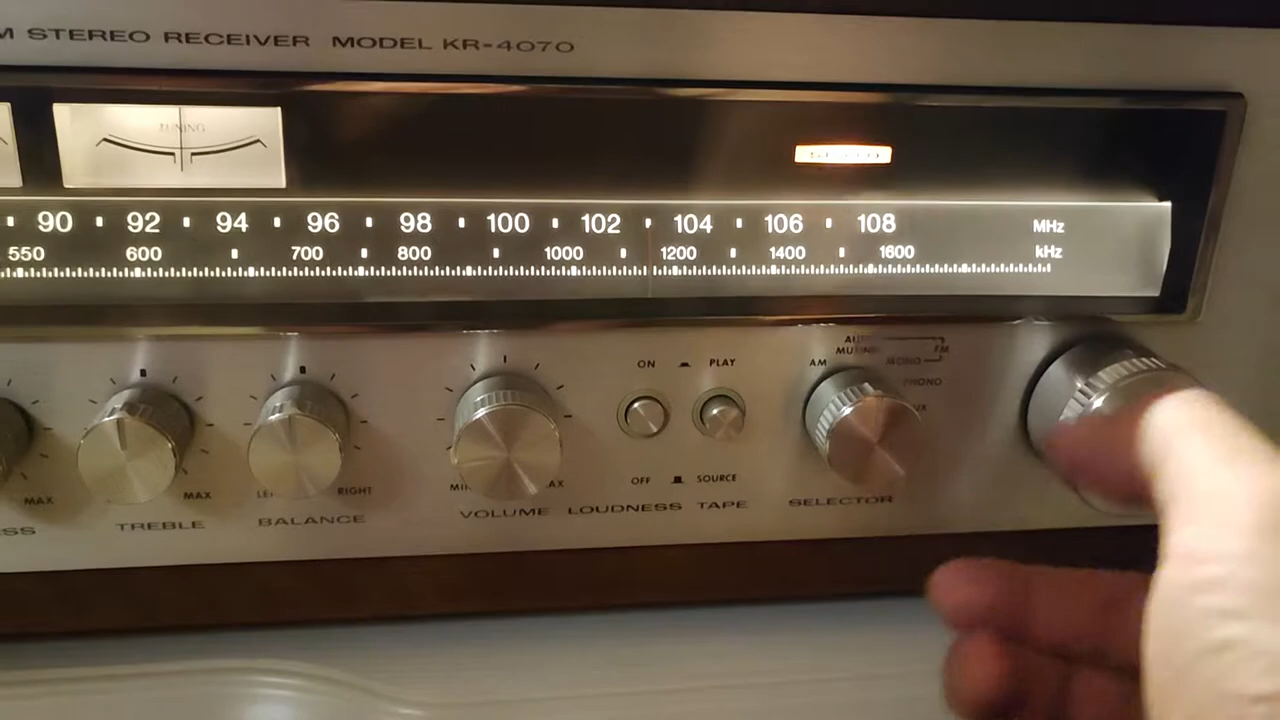 M STEREO RECEIVER MODEL KR-4070
TUNING
90 92 94 96 98 100 102 104 106 108 MHz
550 600 700 800 1000 1200 1400 1600 kHz
ON PLAY
AM MONO FM
PHONO
MAX MAX RIGHT
OFF SOURCE
TREBLE BALANCE VOLUME LOUDNESS TAPE SELECTOR